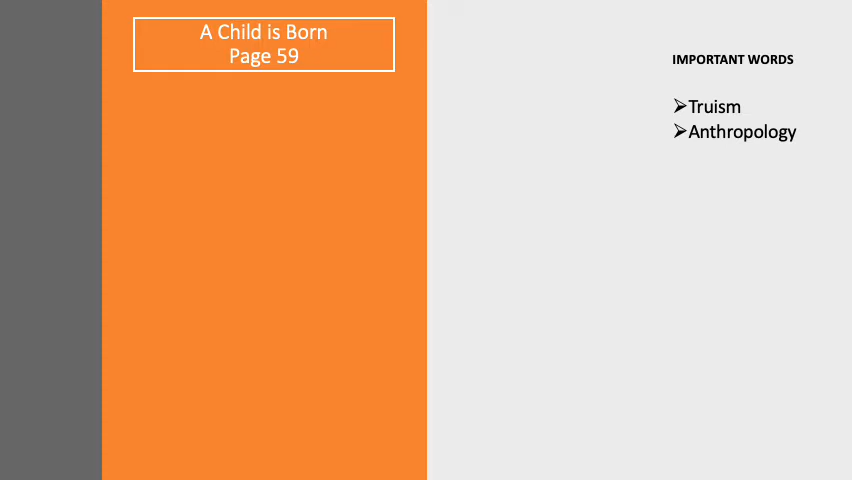 A Child is Born
Page 59
IMPORTANT WORDS
Truism
Anthropology